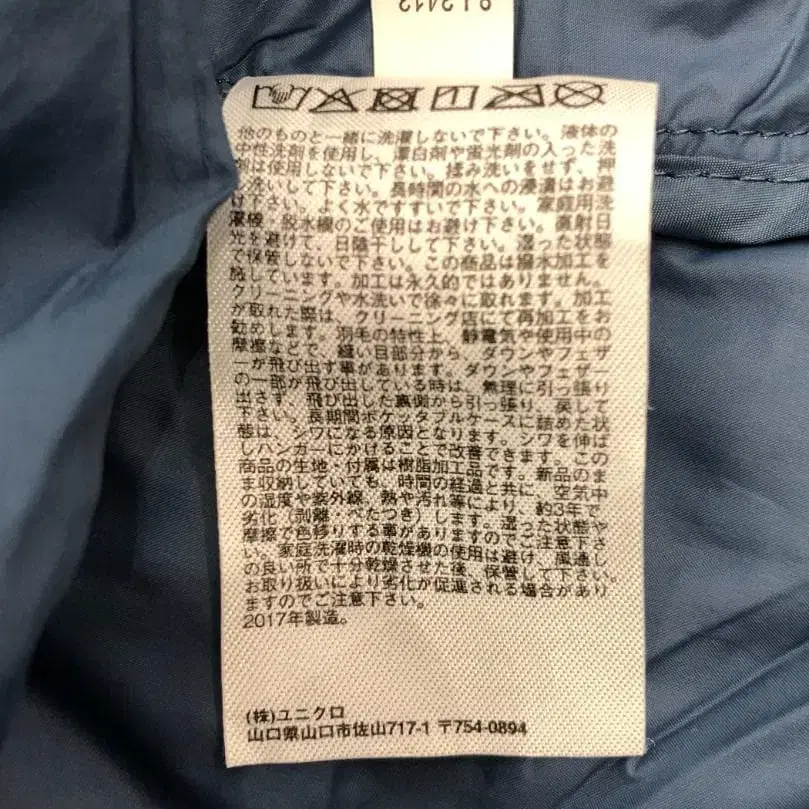 他のものと一緒に洗濯しないで下さい。液体の
中性洗剤を使用し、漂白剤や蛍光剤の入った洗
剤は使用しないで下さい。揉み洗いをせず、押
し洗いして下さい。長時間の水への浸漬はお避
け下さい。よく水ですすいで下さい。家庭用洗
濯機・脱水機のご使用はお避け下さい。直射日
光を避けて、日陰干しして下さい。湿った状態
で保管しないで下さい。この商品は撥水加工を
施しています。加工は永久的ではありません。
クリーニングや水洗いで徐々に取れます。加工
が取れた際は、クリーニング店にて再加工をお
勧めします。羽毛の特性上、静電気や使用中の
摩擦などで、縫い目部分から、ダウンやフェザ
ーが飛び出す事があります。ダウンやフェザー
の一部が飛び出している時は、無理に引っ張り
出さず、飛び出した裏側から引っ張り、戻して
下さい。長期間ポケッタブルケースに詰めた状
態は、シワになる原因となります。シワを伸ば
しハンガーにかけることで改善できます。この
商品の生地・付属は樹脂加工品です。新品のま
ま収納していても、時間の経過と共に、空気中
の湿度や紫外線、熱や汚れ等により、約3年で
劣化（剥離・べたつき）します。湿った状態や
摩擦で色移りする事がありますのでご注意下さ
い。家庭洗濯時の乾燥機の使用は避け、風通し
の良い所で十分乾燥させた後、保管して下さい。
お取り扱いにより劣化が促進される場合があり
ますのでご注意下さい。
2017年製造。
(株)ユニクロ
山口県山口市佐山717-1 〒754-0894